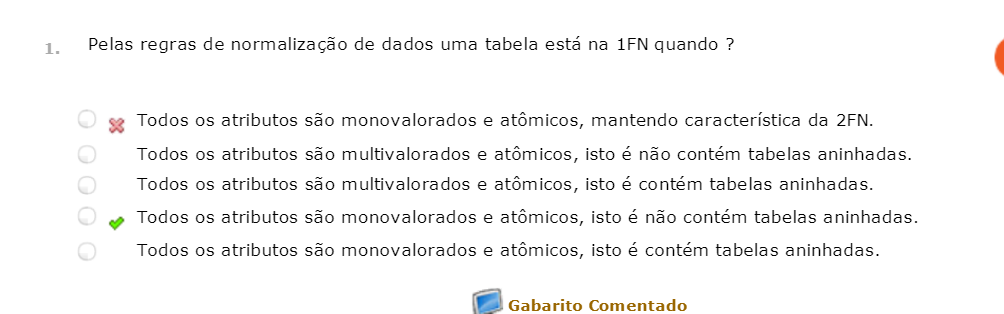 1. Pelas regras de normalização de dados uma tabela está na 1FN quando ?
Todos os atributos são monovalorados e atômicos, mantendo característica da 2FN.
Todos os atributos são multivalorados e atômicos, isto é não contém tabelas aninhadas.
Todos os atributos são multivalorados e atômicos, isto é contém tabelas aninhadas.
Todos os atributos são monovalorados e atômicos, isto é não contém tabelas aninhadas.
Todos os atributos são monovalorados e atômicos, isto é contém tabelas aninhadas.
Gabarito Comentado